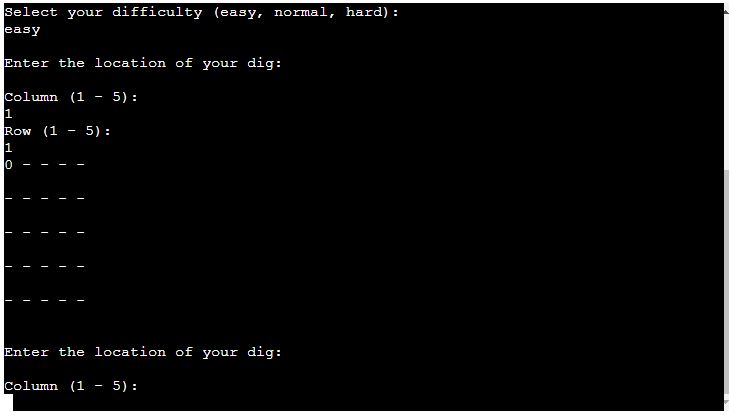 Select your difficulty (easy, normal, hard):
easy
Enter the location of your dig:
Column (1 - 5):
1
Row (1 - 5):
1
0 - - - -
- - - - -
- - - - -
- - - - -
- - - - -
Enter the location of your dig:
Column (1 - 5):